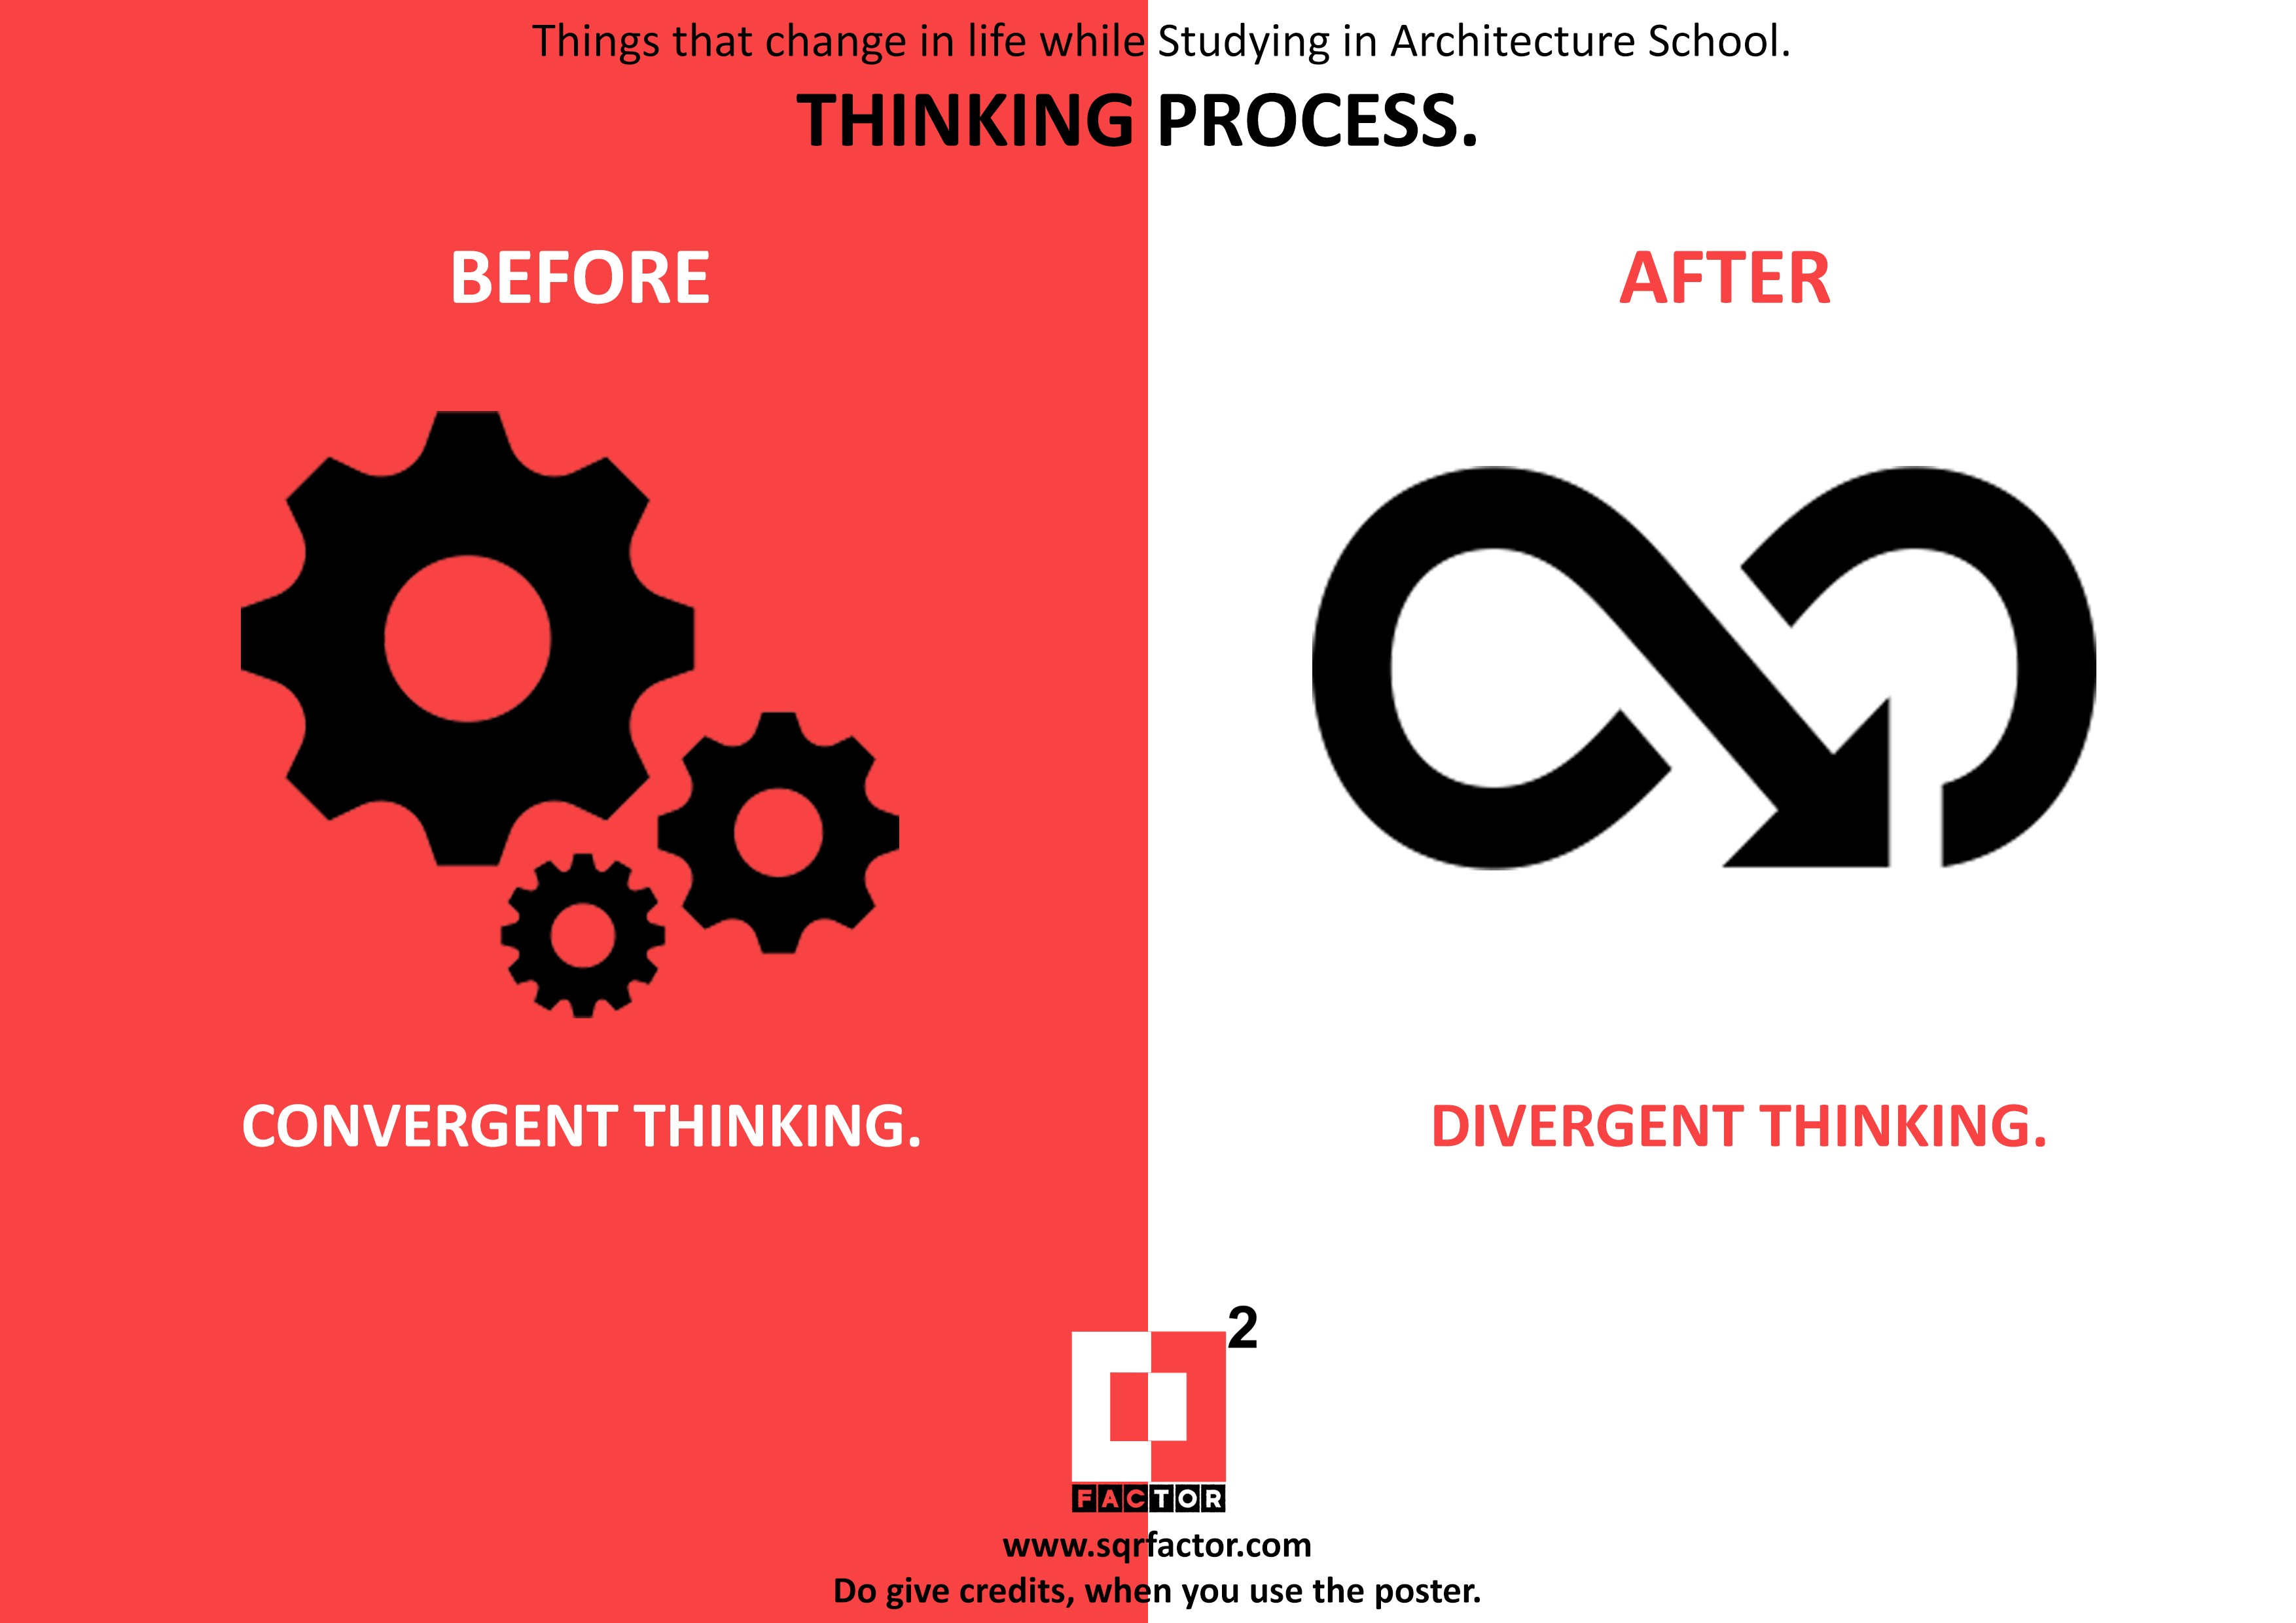 Things that change in life while Studying in Architecture School.
THINKING PROCESS.
BEFORE
AFTER
CONVERGENT THINKING.
DIVERGENT THINKING.
2
FACTOR
www.sqrfactor.com
Do give credits, when you use the poster.